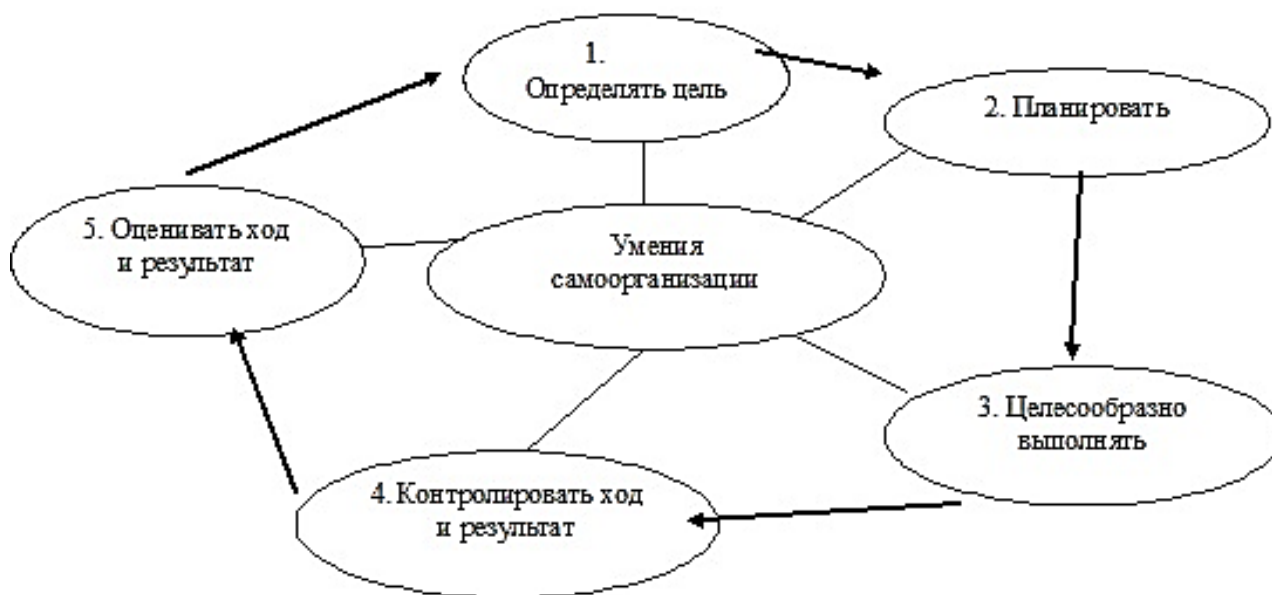 1.
Определять цель
2. Планировать
5. Оценивать ход
и результат
Умения
самоорганизации
3. Целесообразно
выполнять
4. Контролировать ход
и результат